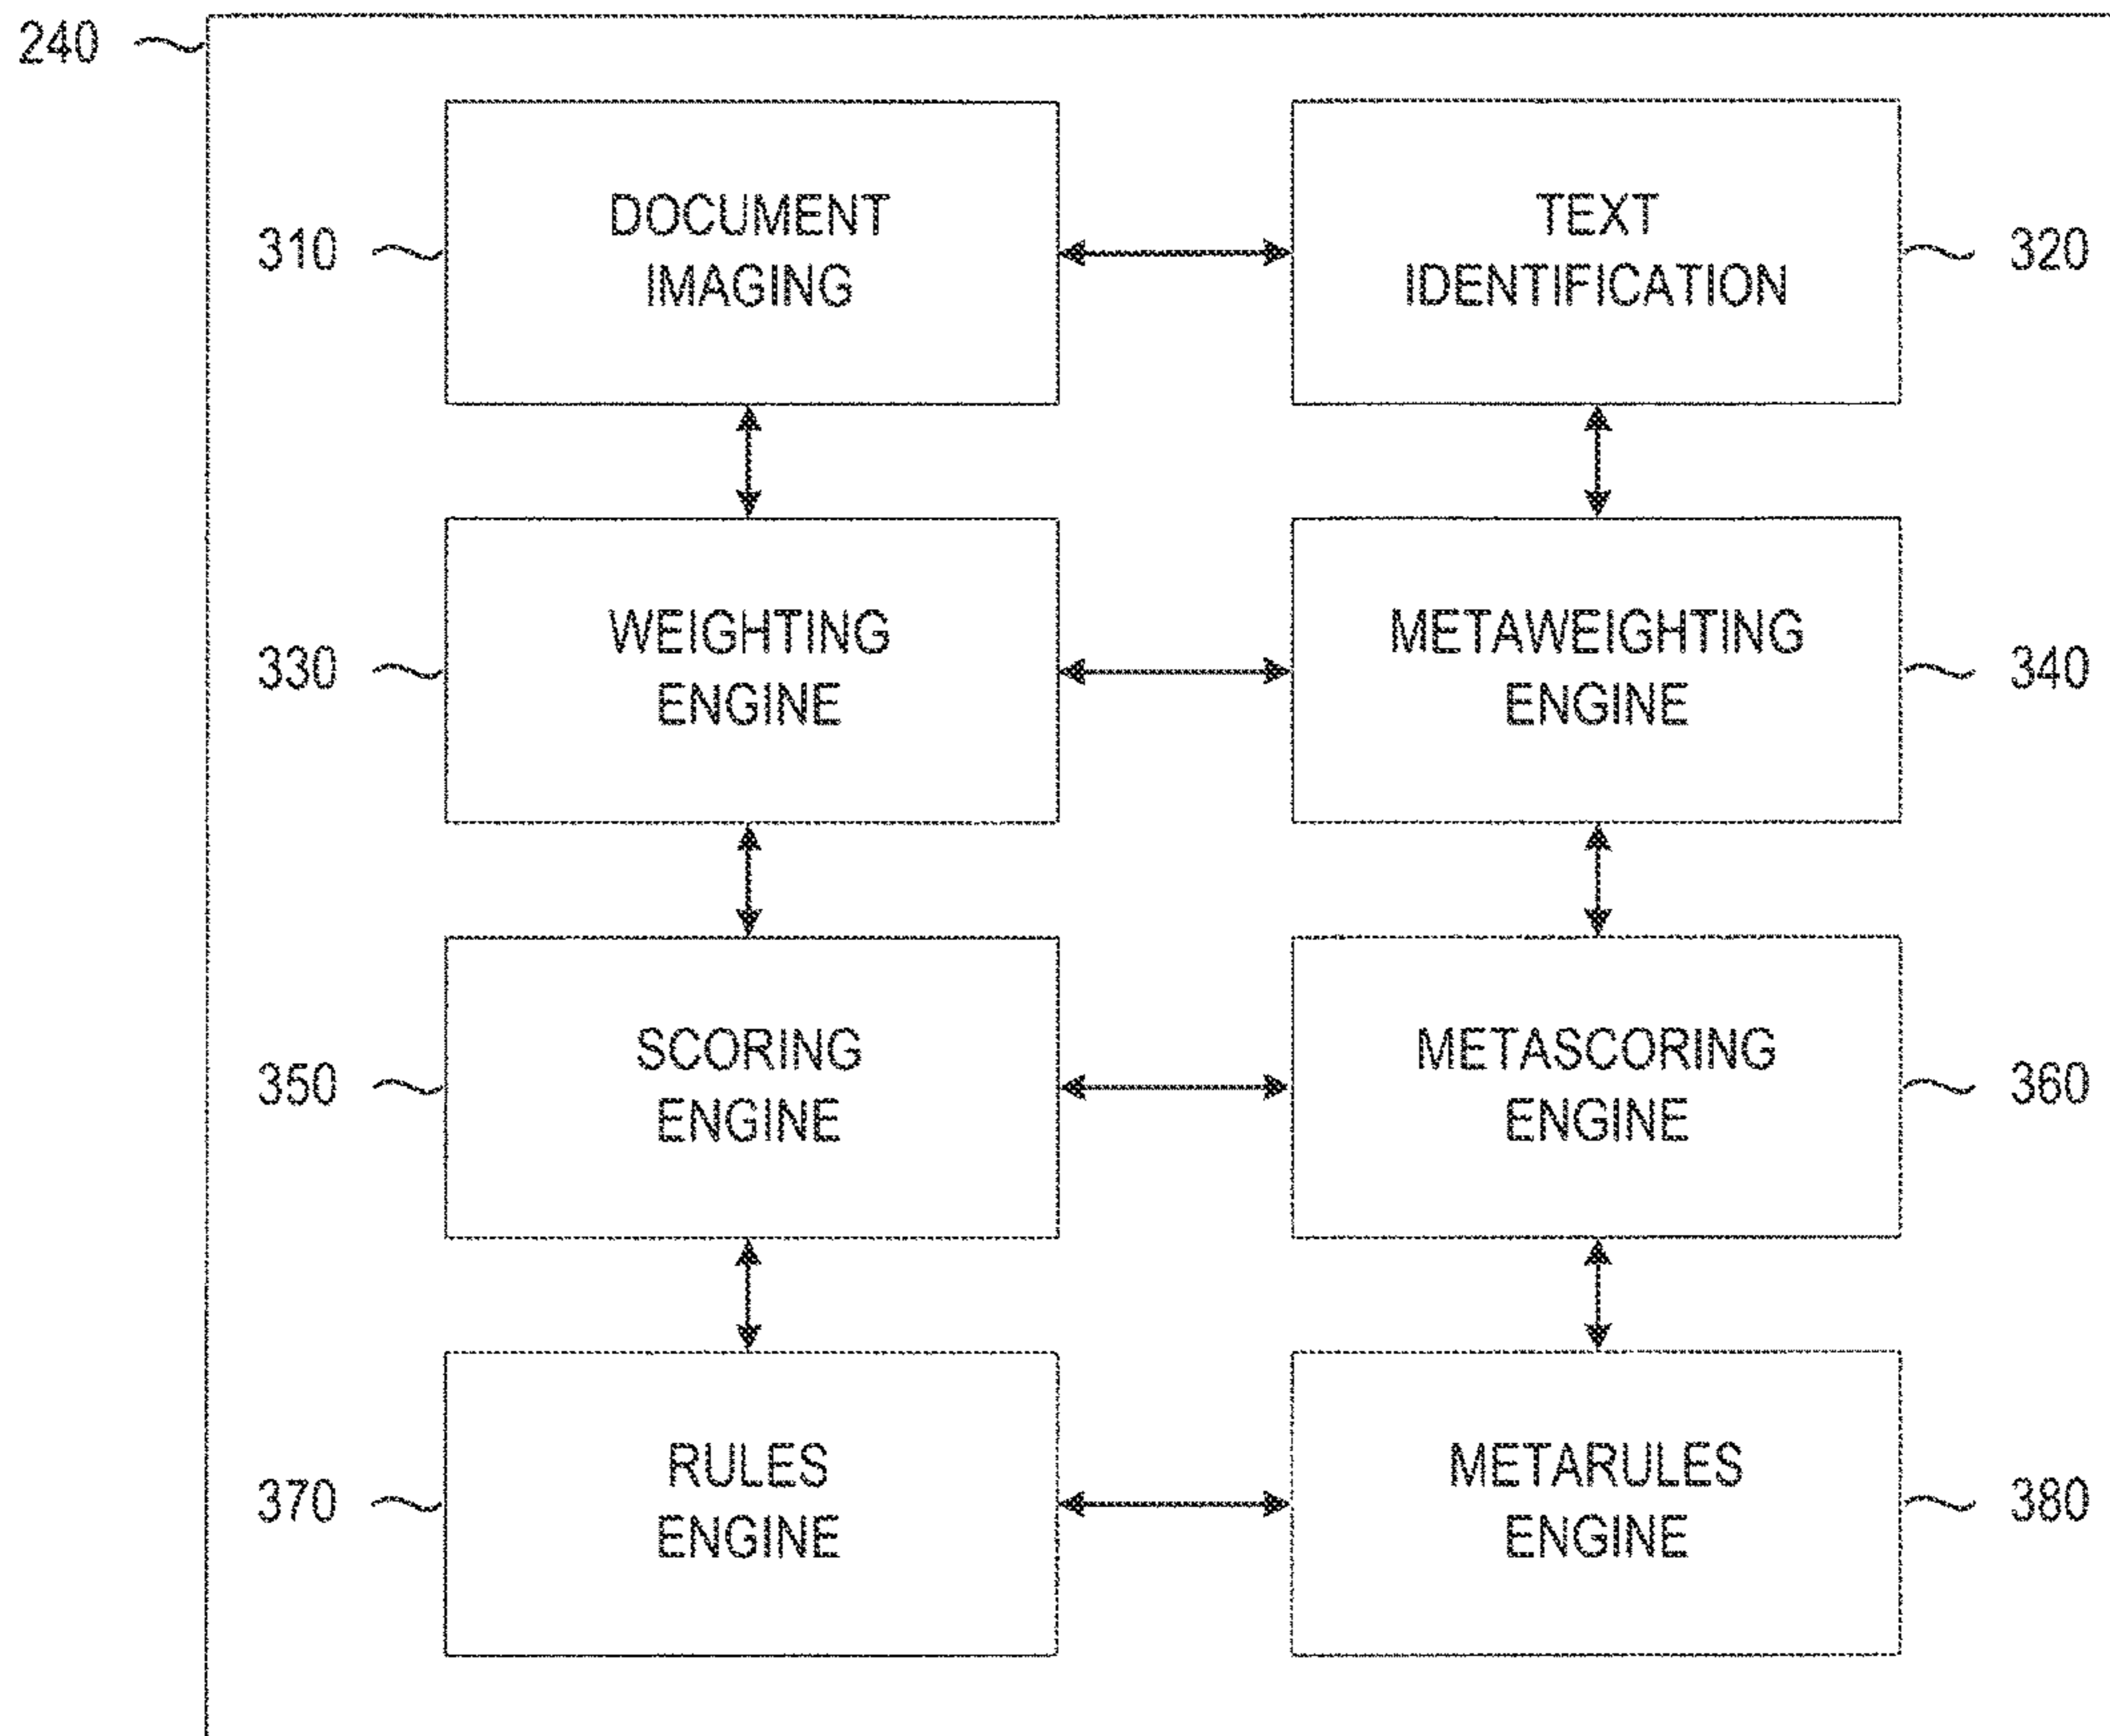 240
310
DOCUMENT
IMAGING
TEXT
IDENTIFICATION
320
330
WEIGHTING
ENGINE
METAWEIGHTING
ENGINE
340
350
SCORING
ENGINE
METASCORING
ENGINE
360
370
RULES
ENGINE
METARULES
ENGINE
380